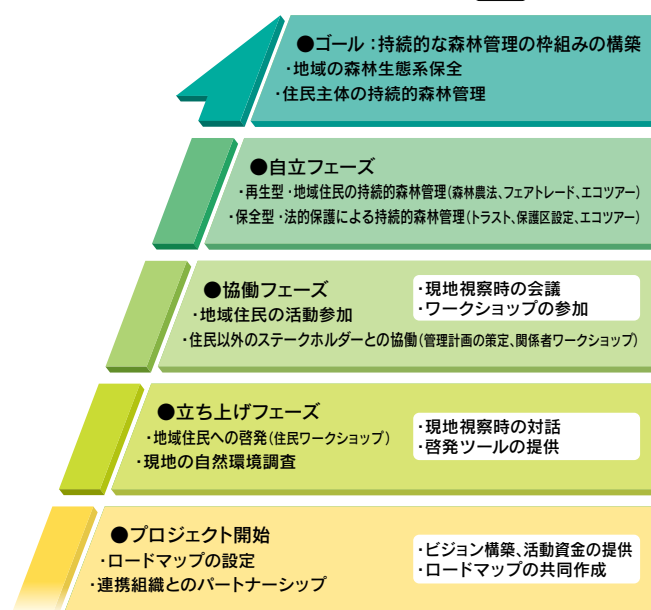 ●ゴール：持続的な森林管理の枠組みの構築
・地域の森林生態系保全
・住民主体の持続的森林管理
●自立フェーズ
・再生型・地域住民の持続的森林管理(森林農法、フェアトレード、エコツアー)
・保全型・法的保護による持続的森林管理(トラスト、保護区設定、エコツアー)
●協働フェーズ
・地域住民の活動参加
・住民以外のステークホルダーとの協働(管理計画の策定、関係者ワークショップ)
・現地視察時の会議
・ワークショップの参加
●立ち上げフェーズ
・地域住民への啓発(住民ワークショップ)
・現地の自然環境調査
・現地視察時の対話
・啓発ツールの提供
●プロジェクト開始
・ロードマップの設定
・連携組織とのパートナーシップ
・ビジョン構築、活動資金の提供
・ロードマップの共同作成